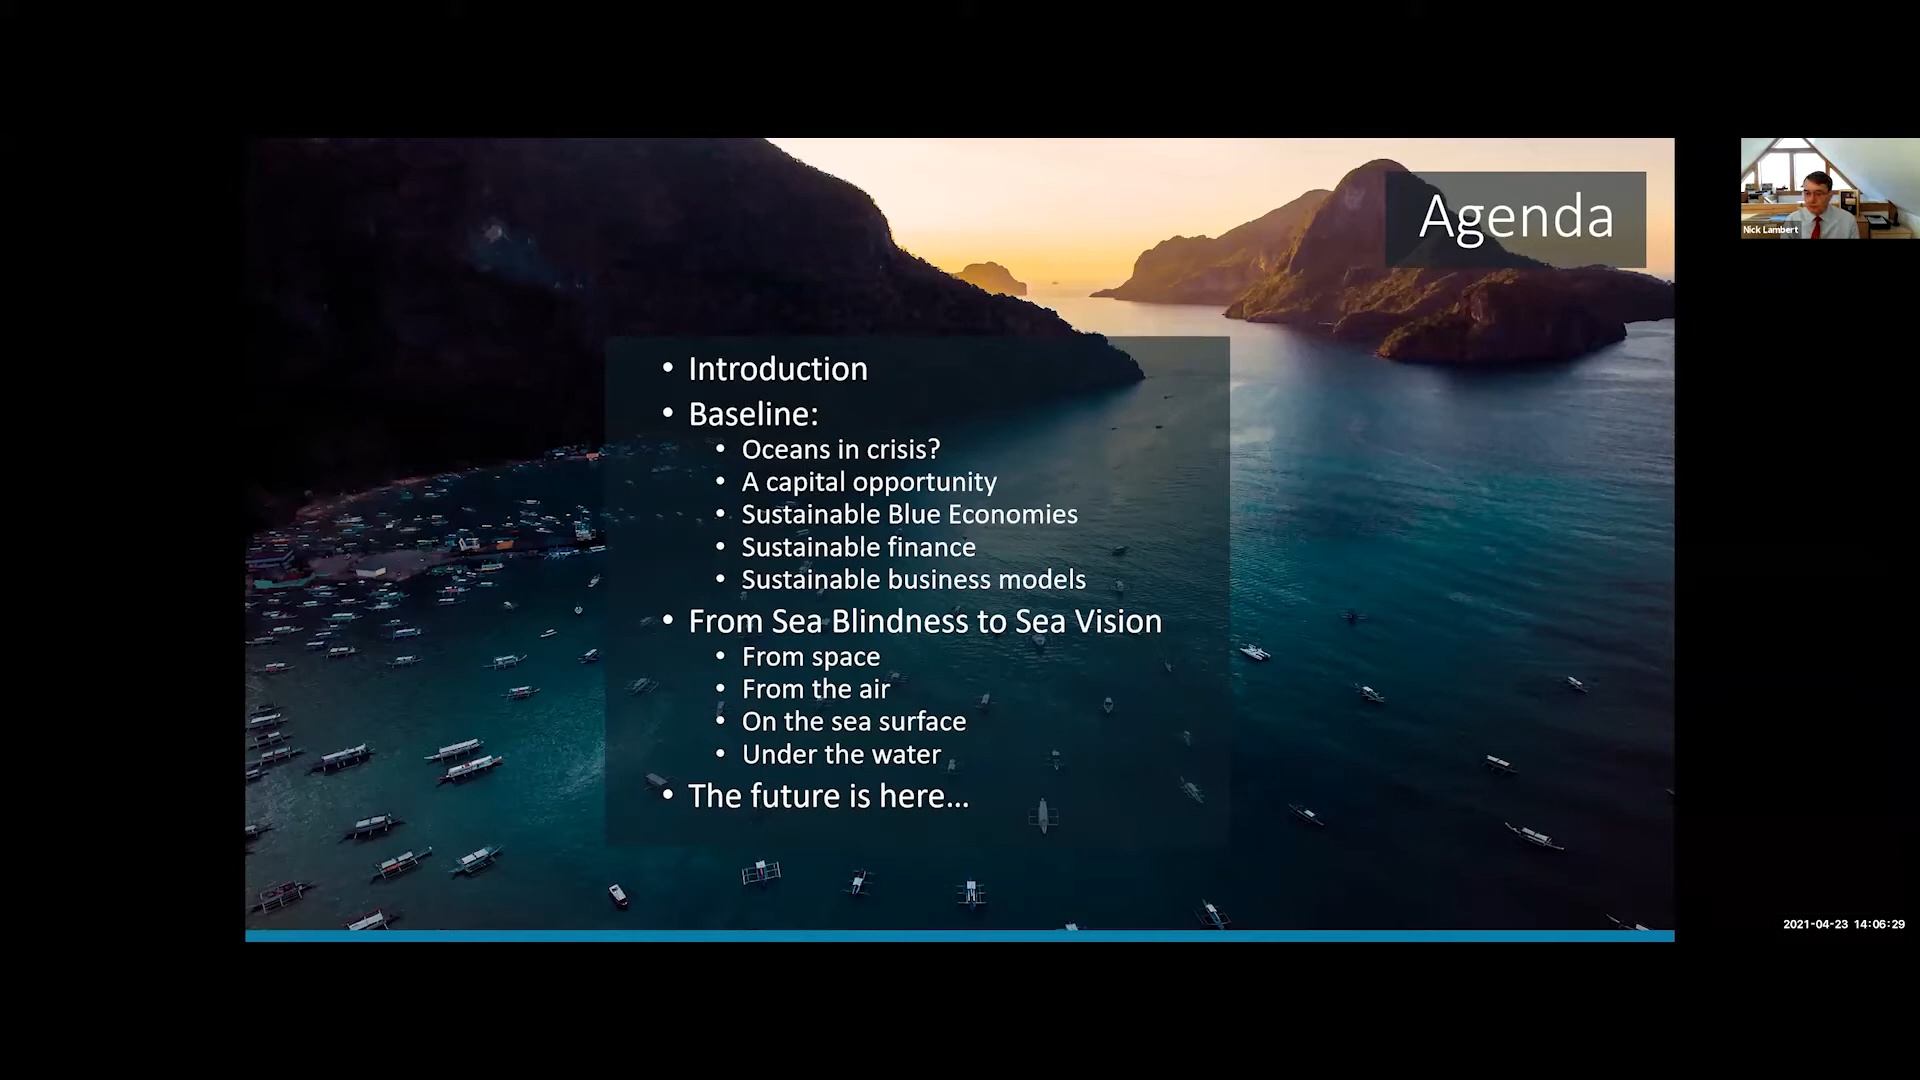 Agenda
• Introduction
• Baseline:
• Oceans in crisis?
• A capital opportunity
• Sustainable Blue Economies
• Sustainable finance
• Sustainable business models
• From Sea Blindness to Sea Vision
• From space
• From the air
• On the sea surface
• Under the water
• The future is here...
Nick Lambert
2021-04-23 14:06:29